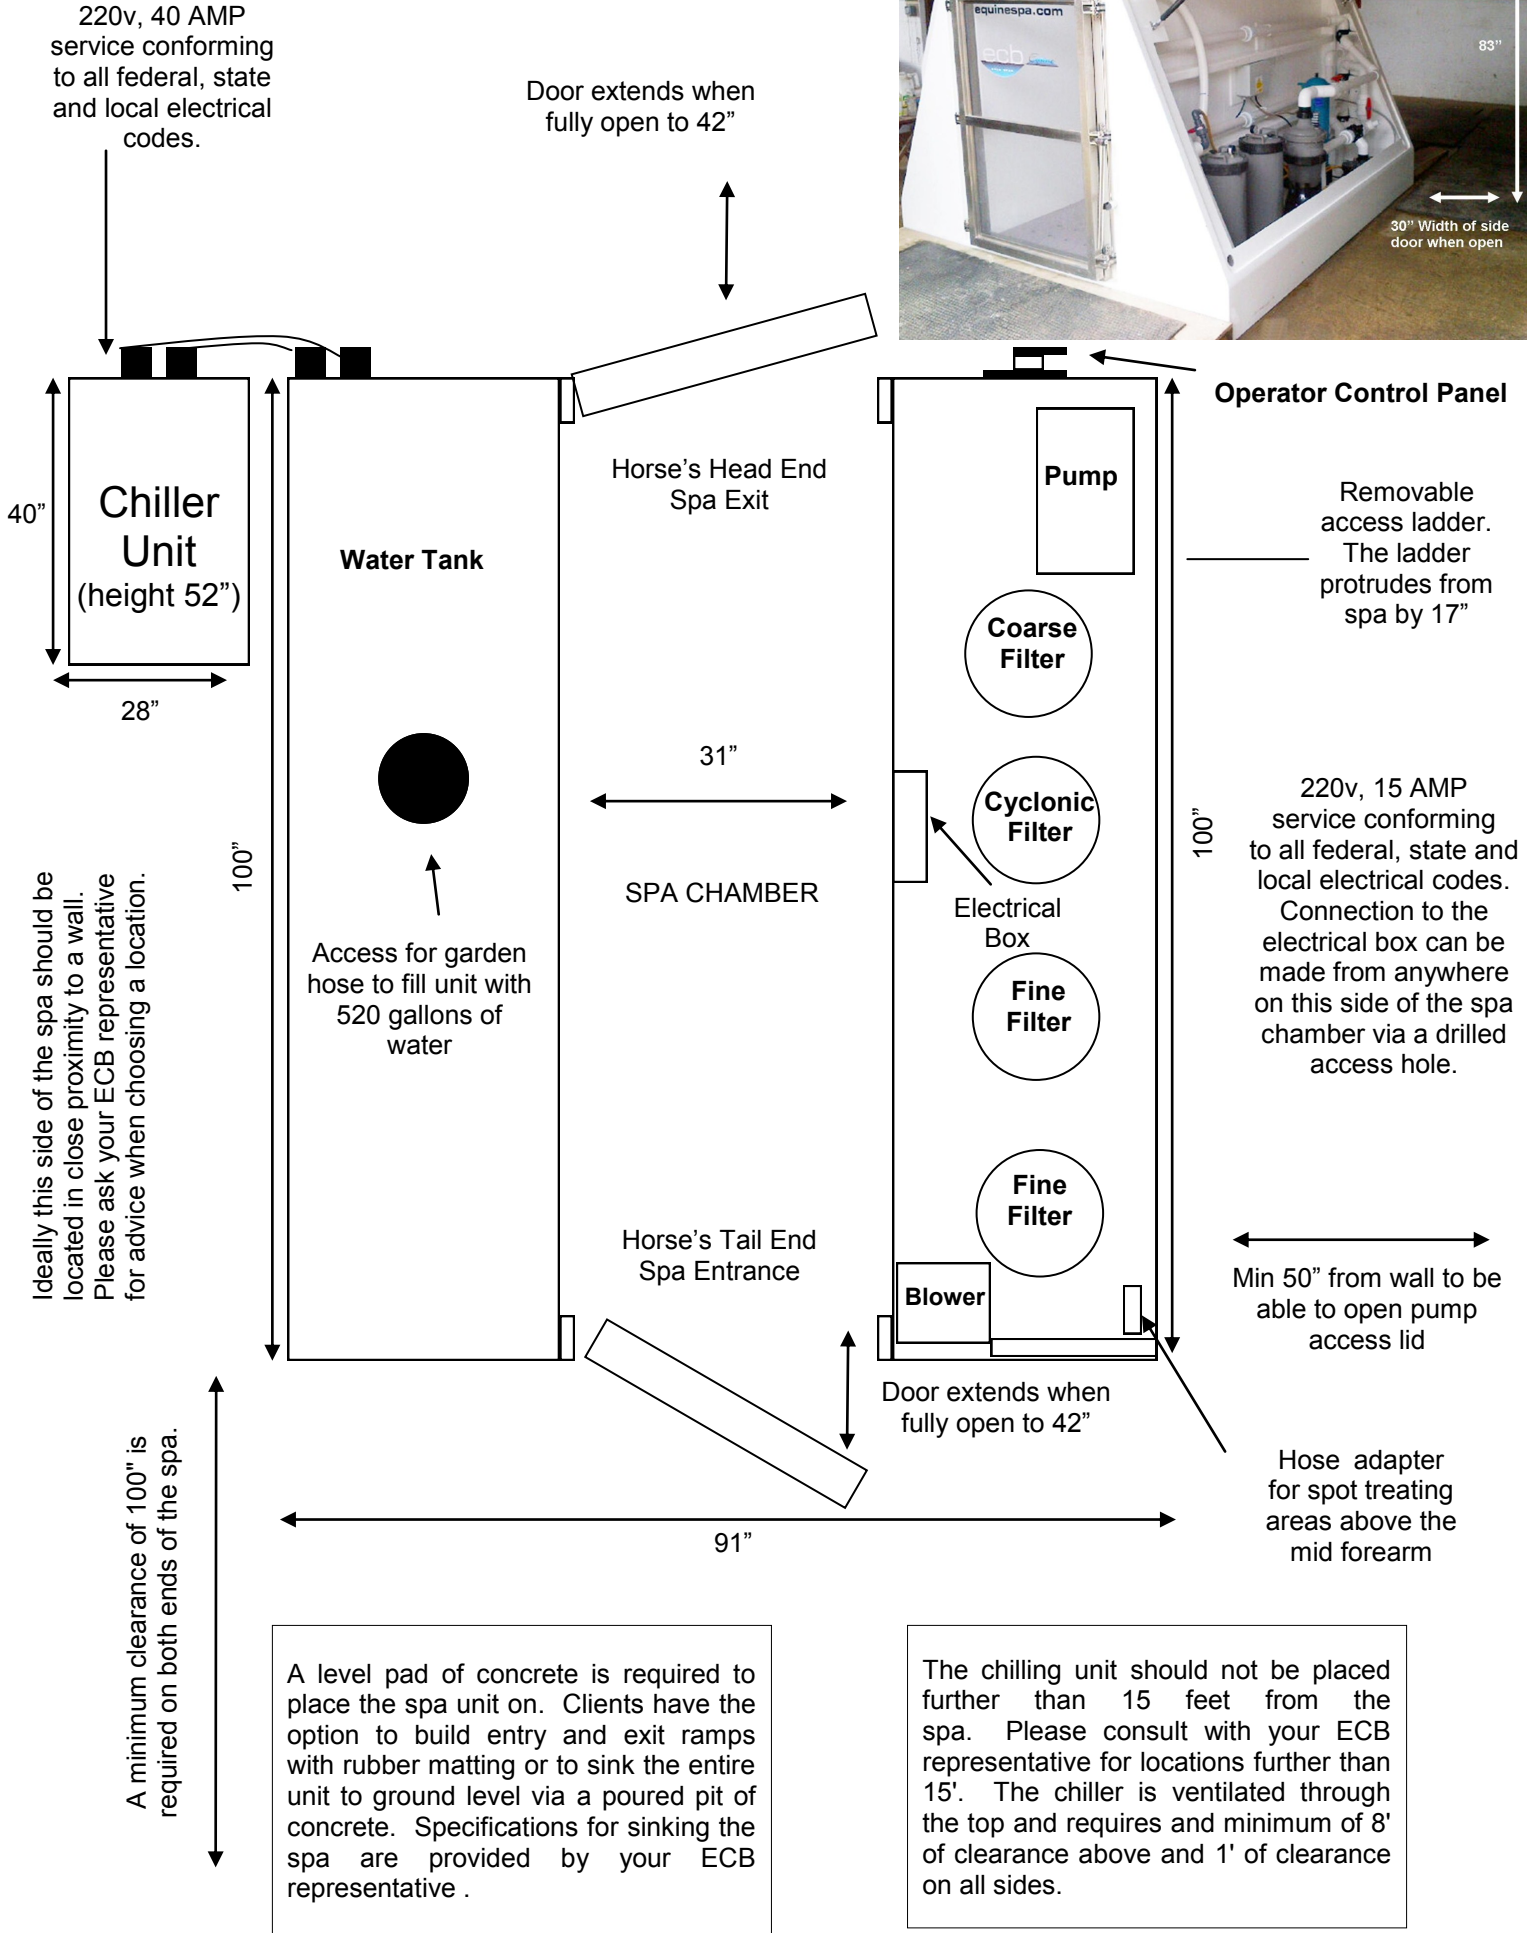 220v, 40 AMP
service conforming
to all federal, state
and local electrical
codes.
Door extends when
fully open to 42”
equinespa.com
ecb
83”
30” Width of side
door when open
Operator Control Panel
40”
Chiller
Unit
(height 52”)
28”
Water Tank
Horse’s Head End
Spa Exit
Pump
Removable
access ladder.
The ladder
protrudes from
spa by 17”
Coarse
Filter
31”
Cyclonic
Filter
100”
100”
220v, 15 AMP
service conforming
to all federal, state and
local electrical codes.
Connection to the
electrical box can be
made from anywhere
on this side of the spa
chamber via a drilled
access hole.
SPA CHAMBER
Electrical
Box
Access for garden
hose to fill unit with
520 gallons of
water
Ideally this side of the spa should be
located in close proximity to a wall.
Please ask your ECB representative
for advice when choosing a location.
Fine
Filter
Fine
Filter
Horse’s Tail End
Spa Entrance
Blower
Min 50” from wall to be
able to open pump
access lid
Door extends when
fully open to 42”
Hose adapter
for spot treating
areas above the
mid forearm
91”
A minimum clearance of 100" is
required on both ends of the spa.
A level pad of concrete is required to
place the spa unit on. Clients have the
option to build entry and exit ramps
with rubber matting or to sink the entire
unit to ground level via a poured pit of
concrete. Specifications for sinking the
spa are provided by your ECB
representative .
The chilling unit should not be placed
further than 15 feet from the
spa. Please consult with your ECB
representative for locations further than
15'. The chiller is ventilated through
the top and requires and minimum of 8'
of clearance above and 1' of clearance
on all sides.